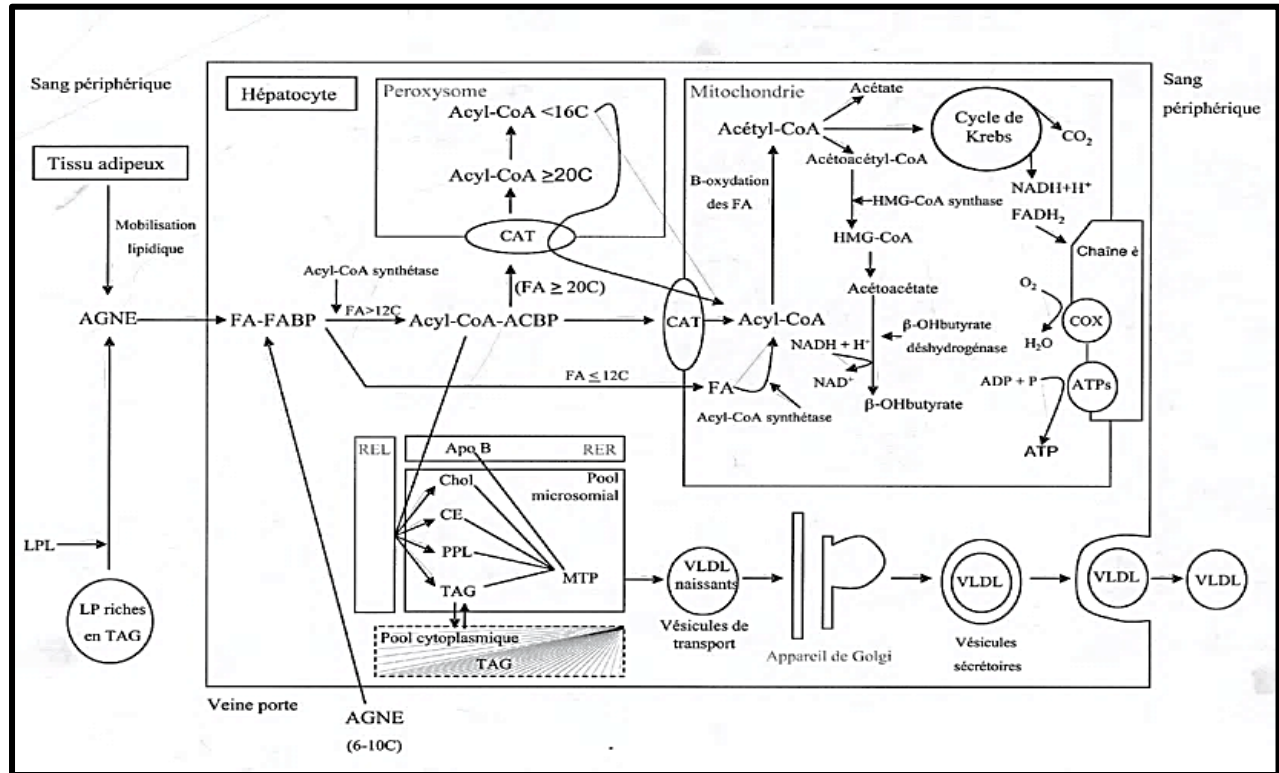 Sang périphérique
Tissu adipeux
Mobilisation
lipidique
AGNE
LPL
LP riches
en TAG
Hépatocyte
Acyl-CoA synthétase
FA-FABP
FA>12C
Acyl-CoA-ACBP
FA ≤ 12C
Peroxysome
Acyl-CoA <16C
Acyl-CoA ≥20C
CAT
(FA ≥ 20C)
Mitochondrie
Acétate
Acétyl-CoA
Cycle de
Krebs
CO2
Acétoacétyl-CoA
B-oxydation
des FA
HMG-CoA synthase
NADH+H+
FADH2
HMG-CoA
Chaîne è
Acétoacétate
O2
CAT
Acyl-CoA
COX
H2O
NADH + H+
β-OHbutyrate
déshydrogénase
NAD+
FA
ADP + P
ATPs
Acyl-CoA synthétase
β-OHbutyrate
ATP
REL
Apo B
RER
Chol
Pool
microsomial
CE
PPL
MTP
TAG
Pool cytoplasmique
TAG
VLDL
naissants
Vésicules de
transport
Appareil de Golgi
VLDL
Vésicules
sécrétoires
VLDL
VLDL
Sang
périphérique
Veine porte
AGNE
(6-10C)